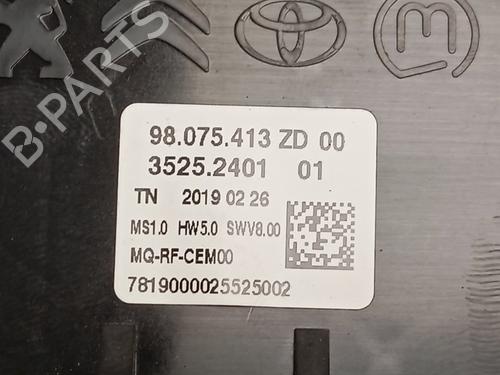 B-PARTS
98.075.413 ZD 00
3525.2401 01
TN 2019 02 26
MS1.0 HW5.0 SWV8.00
MQ-RF-CEM00
7819000025525002